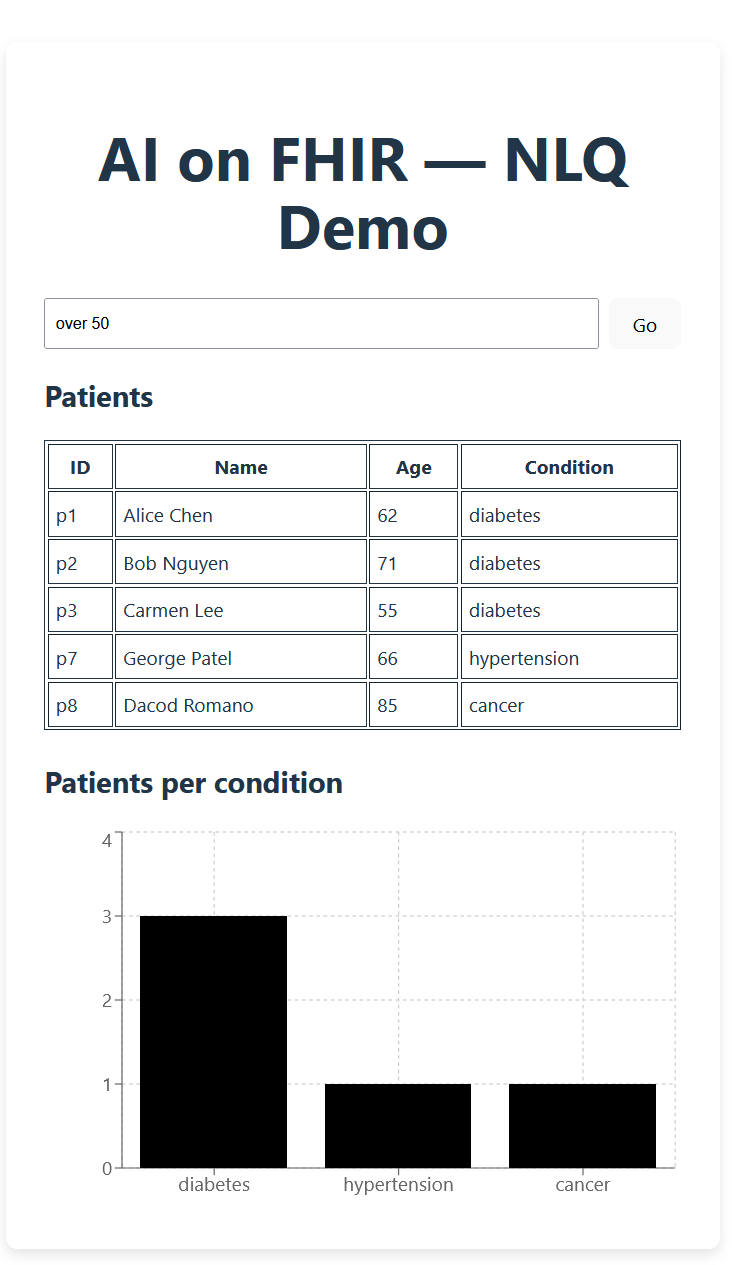 AI on FHIR — NLQ
Demo
over 50
Go
Patients
ID Name Age Condition
p1 Alice Chen 62 diabetes
p2 Bob Nguyen 71 diabetes
p3 Carmen Lee 55 diabetes
p7 George Patel 66 hypertension
p8 Dacod Romano 85 cancer
Patients per condition
4
3
2
1
0
diabetes hypertension cancer